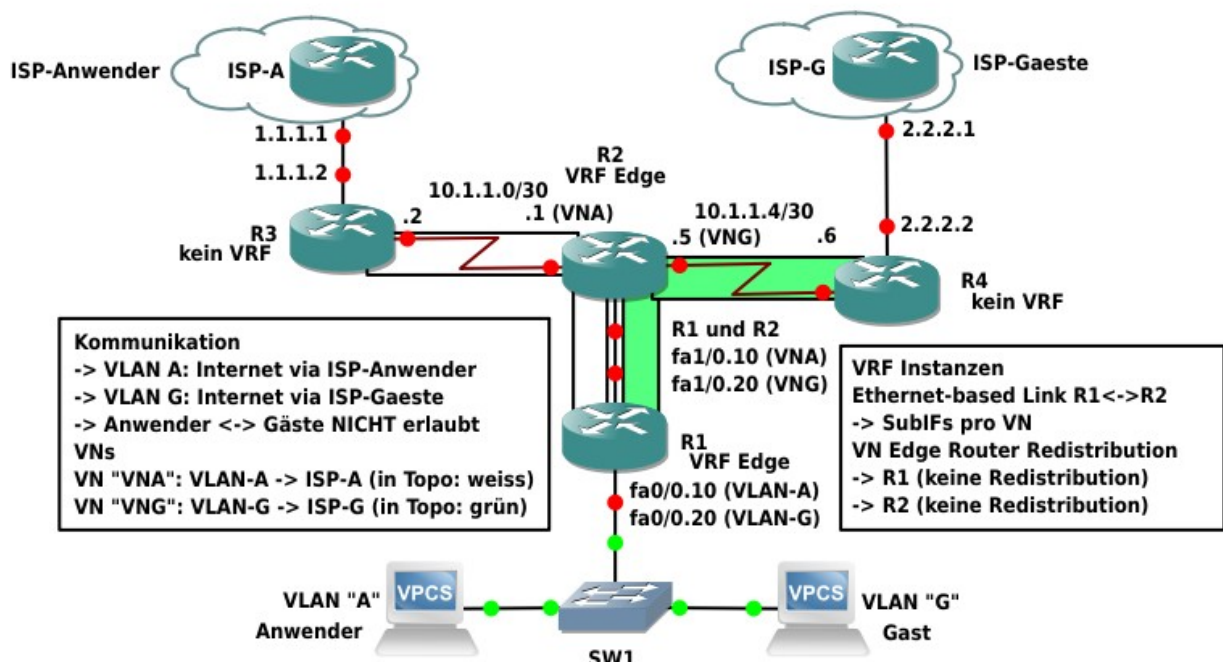 ISP-Anwender
ISP-A
ISP-G
ISP-Gaeste
1.1.1.1
2.2.2.1
1.1.1.2
R2
VRF Edge
10.1.1.0/30
.2
.1 (VNA)
10.1.1.4/30
.5 (VNG)
.6
2.2.2.2
R3
kein VRF
R4
kein VRF
Kommunikation
-> VLAN A: Internet via ISP-Anwender
-> VLAN G: Internet via ISP-Gaeste
-> Anwender <-> Gäste NICHT erlaubt
VNs
VN "VNA": VLAN-A -> ISP-A (in Topo: weiss)
VN "VNG": VLAN-G -> ISP-G (in Topo: grün)
R1 und R2
fa1/0.10 (VNA)
fa1/0.20 (VNG)
VRF Instanzen
Ethernet-based Link R1<->R2
-> SubIFs pro VN
VN Edge Router Redistribution
-> R1 (keine Redistribution)
-> R2 (keine Redistribution)
R1
VRF Edge
fa0/0.10 (VLAN-A)
fa0/0.20 (VLAN-G)
VPCS
VLAN "A"
Anwender
SW1
VPCS
VLAN "G"
Gast